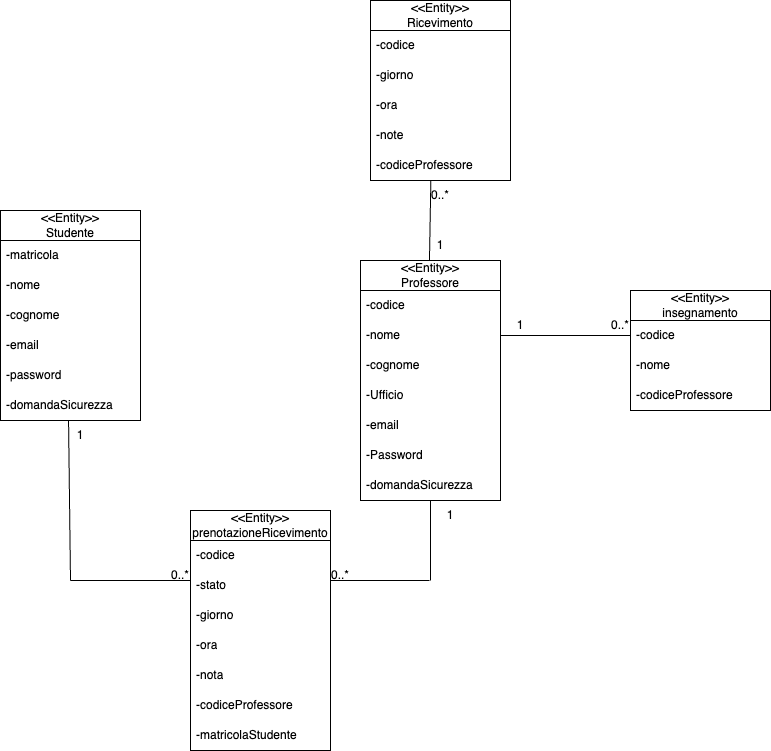 <<Entity>>
Ricevimento
-codice
-giorno
-ora
-note
-codiceProfessore
0..*
1
<<Entity>>
Studente
-matricola
-nome
-cognome
-email
-password
-domandaSicurezza
1
<<Entity>>
Professore
-codice
-nome
-cognome
-Ufficio
-email
-Password
-domandaSicurezza
1
0..*
1
<<Entity>>
insegnamento
-codice
-nome
-codiceProfessore
<<Entity>>
prenotazioneRicevimento
-codice
-stato
-giorno
-ora
-nota
-codiceProfessore
-matricolaStudente
0..*
0..*